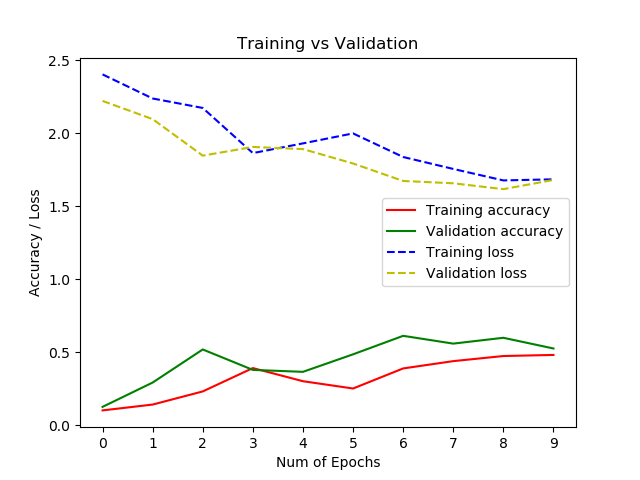 Training vs Validation
2.5
2.0
1.5
1.0
0.5
0.0
Accuracy / Loss
Training accuracy
Validation accuracy
Training loss
Validation loss
0 1 2 3 4 5 6 7 8 9
Num of Epochs